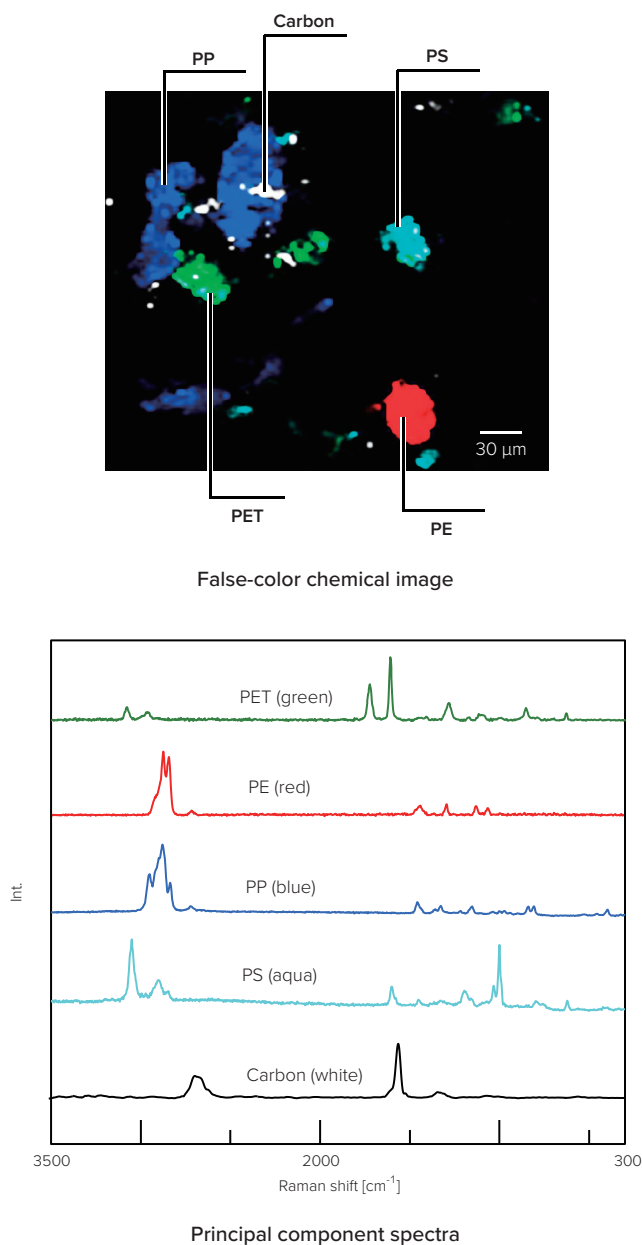 Carbon
PP
PS
30 µm
PET
PE
False-color chemical image
PET (green)
PE (red)
PP (blue)
PS (aqua)
Carbon (white)
Int.
3500
2000
300
Raman shift [cm⁻¹]
Principal component spectra